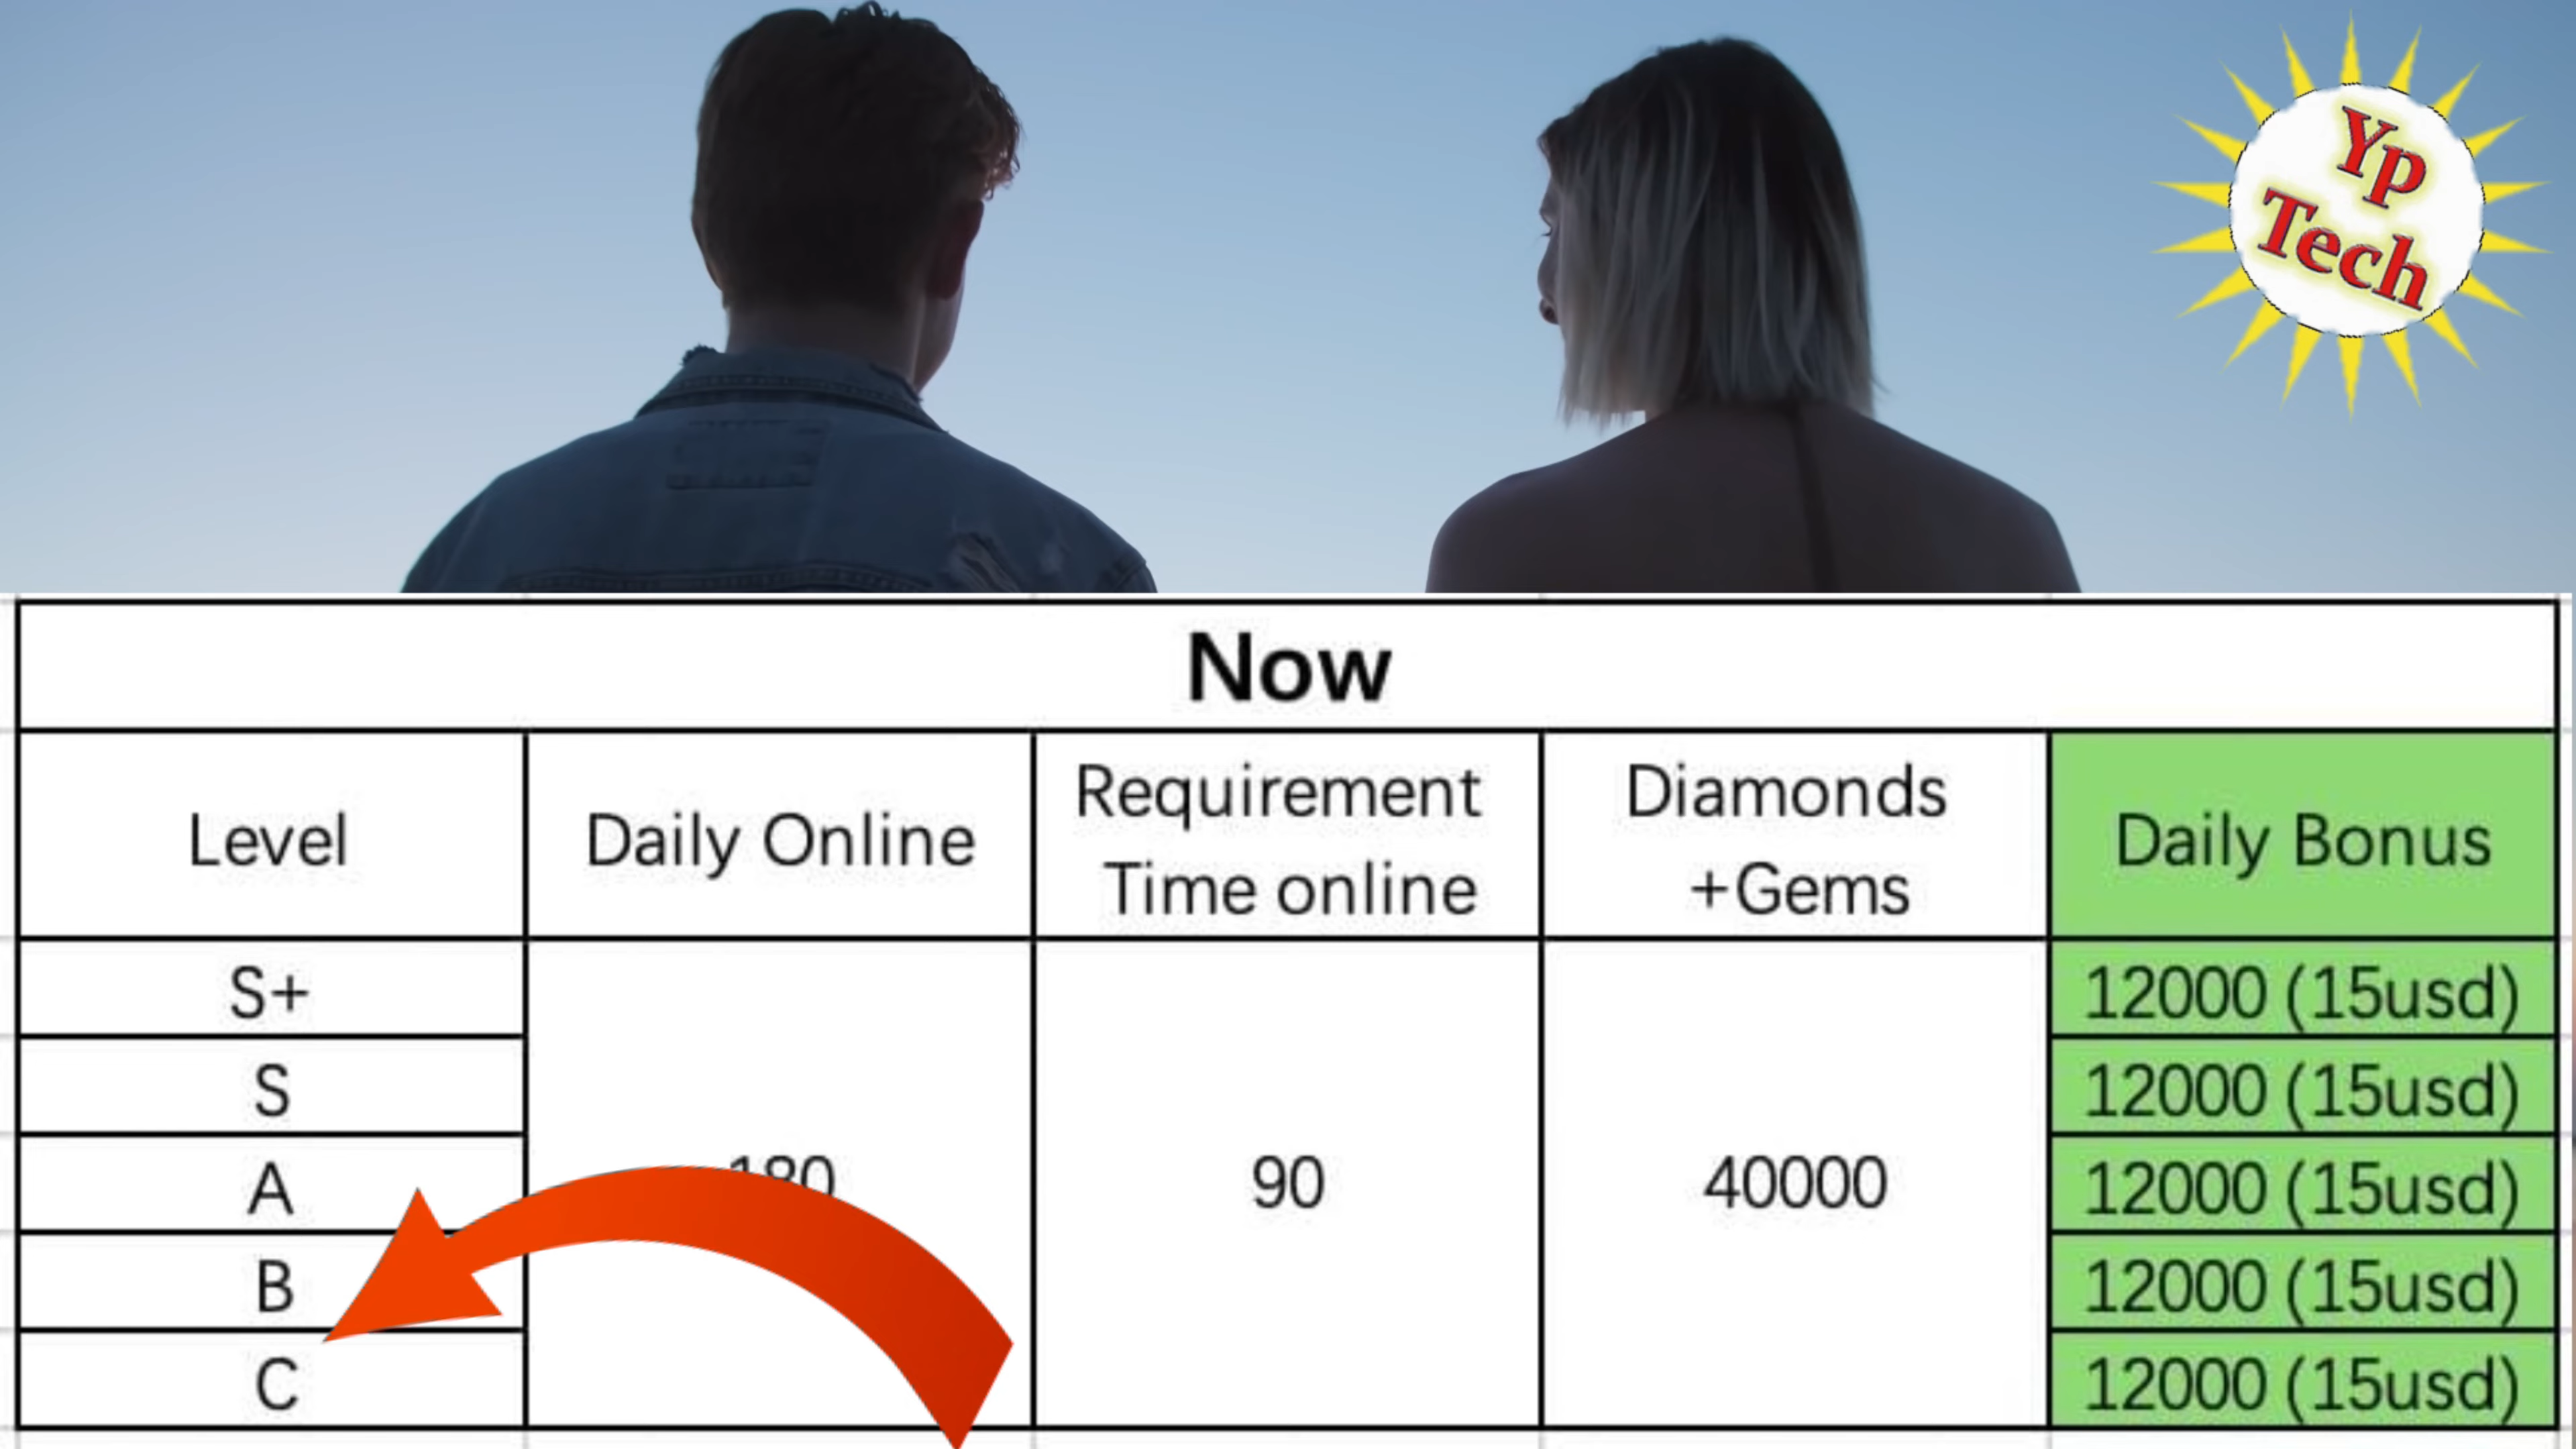 Yp
Tech
Now
Level
Daily Online
Requirement
Time online
Diamonds
+Gems
Daily Bonus
S+
12000 (15usd)
S
12000 (15usd)
A
180
90
40000
12000 (15usd)
B
12000 (15usd)
C
12000 (15usd)